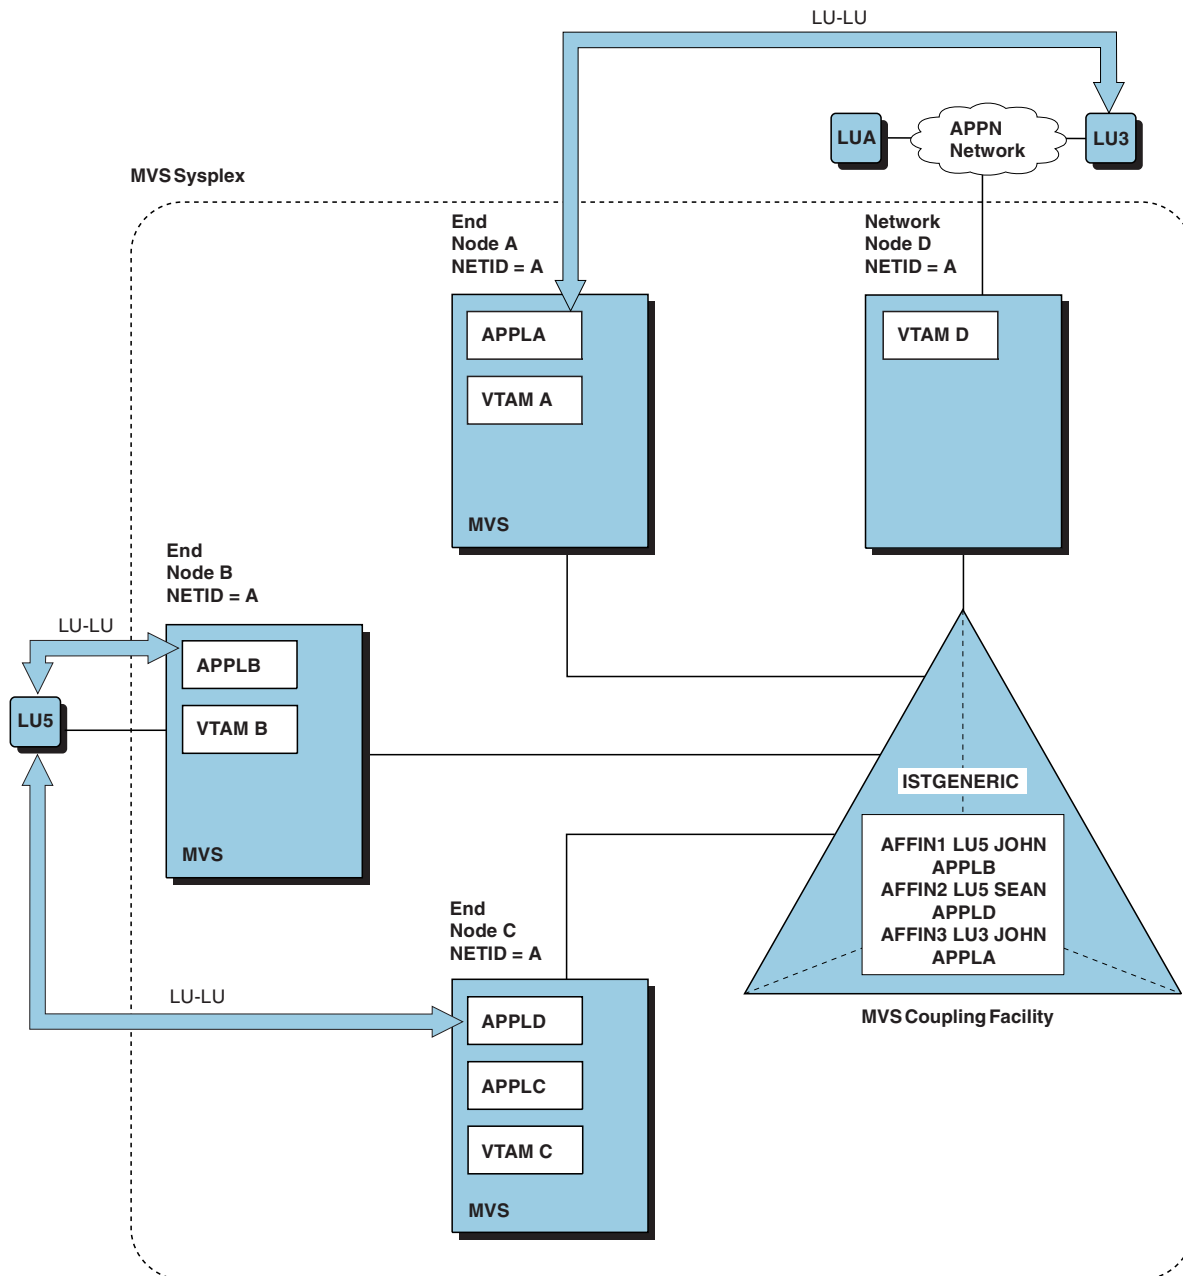 LU-LU
LUA
APPN
Network
LU3
MVS Sysplex
End
Node A
NETID = A
Network
Node D
NETID = A
APPLA
VTAM A
MVS
VTAM D
End
Node B
NETID = A
LU-LU
APPLB
LU5
VTAM B
MVS
ISTGENERIC
AFFIN1 LU5 JOHN
APPLB
AFFIN2 LU5 SEAN
APPLD
AFFIN3 LU3 JOHN
APPLA
MVS Coupling Facility
End
Node C
NETID = A
LU-LU
APPLD
APPLC
VTAM C
MVS